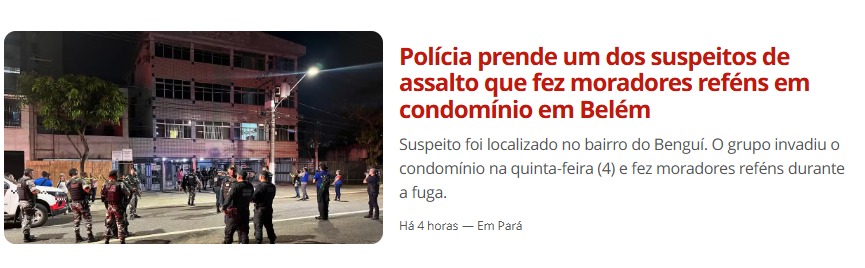 Polícia prende um dos suspeitos de
assalto que fez moradores reféns em
condomínio em Belém
Suspeito foi localizado no bairro do Benguí. O grupo invadiu o
condomínio na quinta-feira (4) e fez moradores reféns durante
a fuga.
Há 4 horas — Em Pará